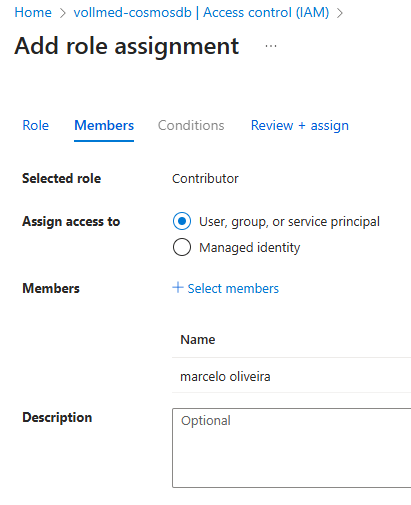 Home > vollmed-cosmosdb | Access control (IAM) >
Add role assignment ...
Role Members Conditions Review + assign
Selected role Contributor
Assign access to User, group, or service principal
Managed identity
Members + Select members
Name
marcelo oliveira
Description Optional